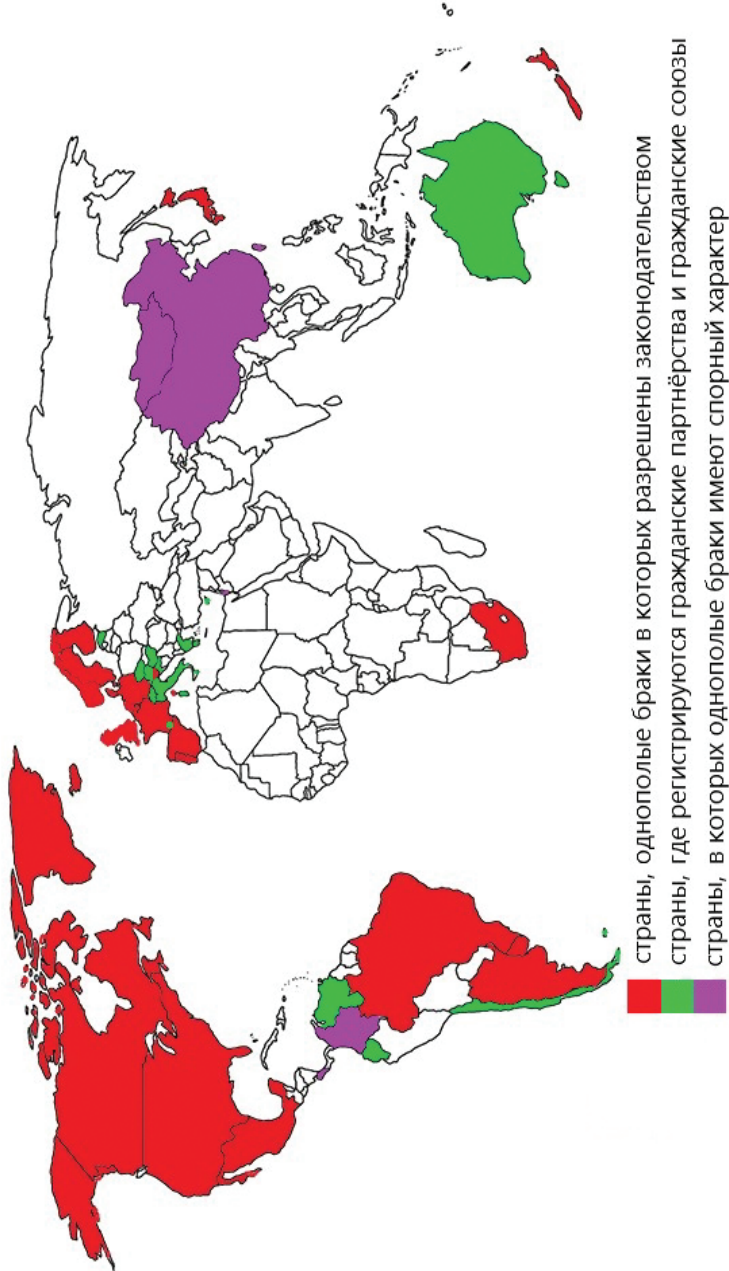 страны, однополые браки в которых разрешены законодательством
страны, где регистрируются гражданские партнёрства и гражданские союзы
страны, в которых однополые браки имеют спорный характер